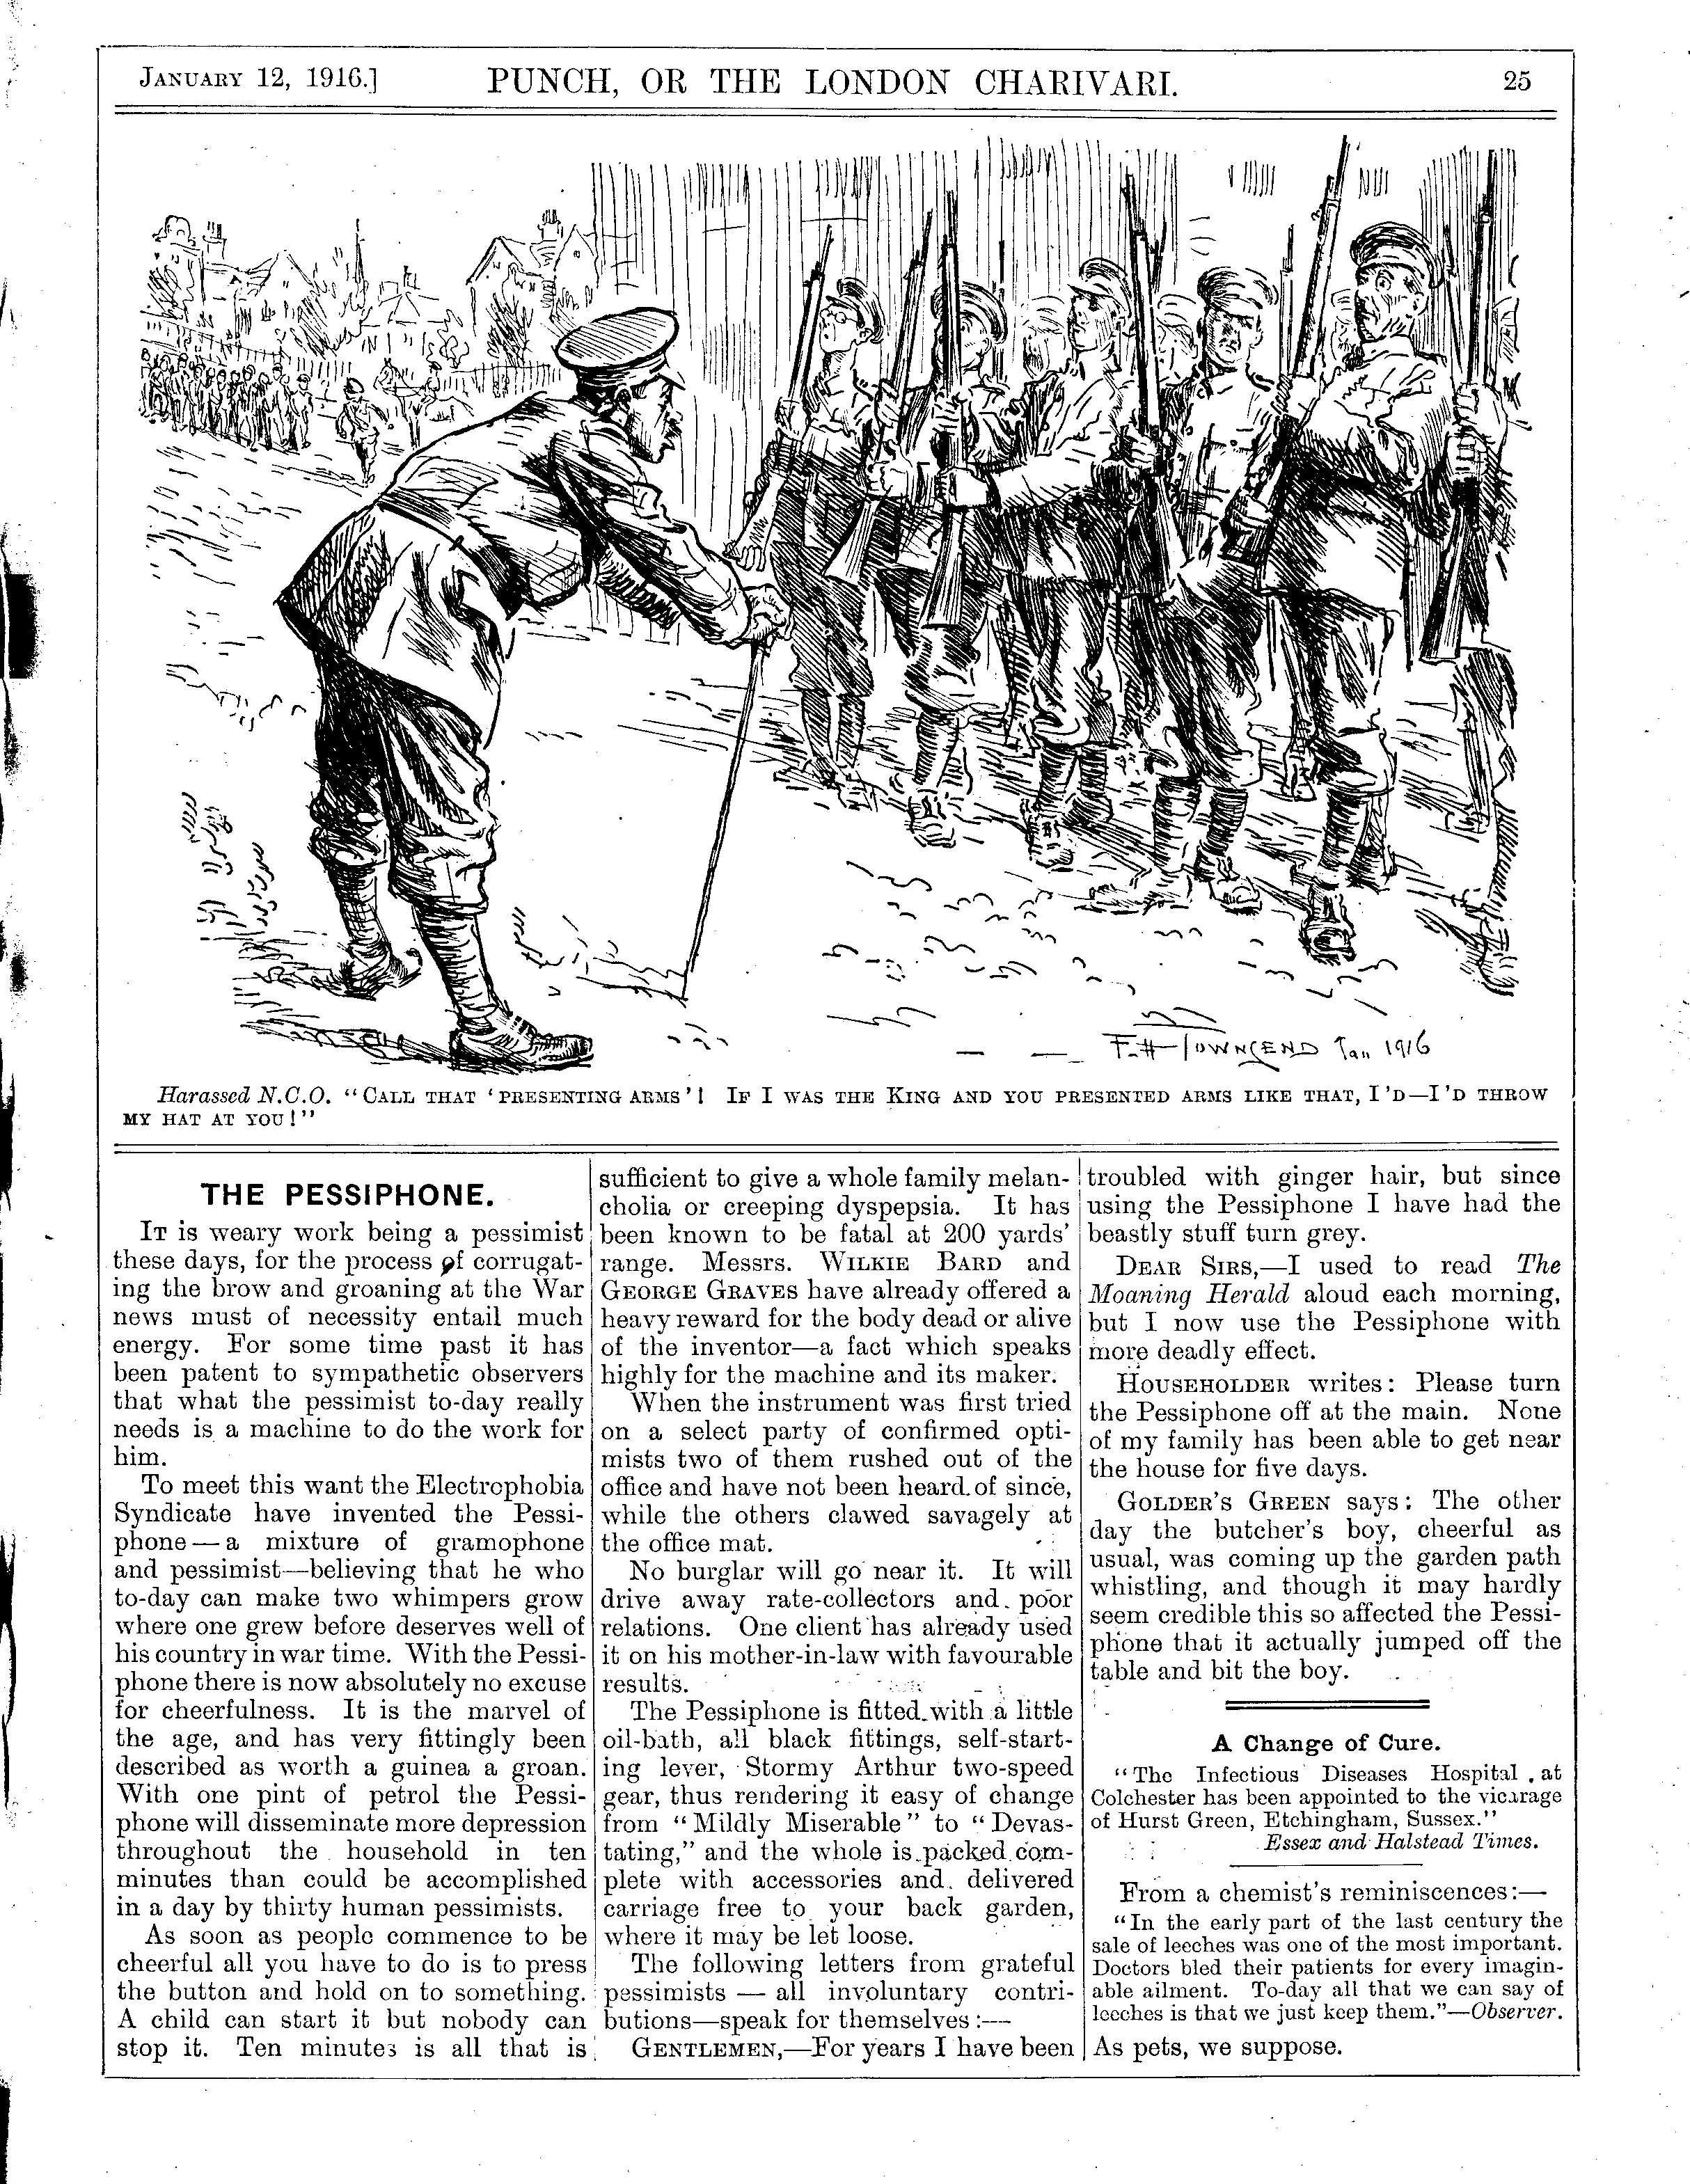 JANUARY 12, 1916.] PUNCH, OR THE LONDON CHARIVARI. 25
F. H. TOWNSEND Jan 1916
Harassed N.C.O. "CALL THAT 'PRESENTING ARMS'! IF I WAS THE KING AND YOU PRESENTED ARMS LIKE THAT, I'D—I'D THROW
MY HAT AT YOU!"
THE PESSIPHONE.
IT is weary work being a pessimist
these days, for the process of corrugat-
ing the brow and groaning at the War
news must of necessity entail much
energy. For some time past it has
been patent to sympathetic observers
that what the pessimist to-day really
needs is a machine to do the work for
him.
To meet this want the Electrophobia
Syndicate have invented the Pessi-
phone — a mixture of gramophone
and pessimist—believing that he who
to-day can make two whimpers grow
where one grew before deserves well of
his country in war time. With the Pessi-
phone there is now absolutely no excuse
for cheerfulness. It is the marvel of
the age, and has very fittingly been
described as worth a guinea a groan.
With one pint of petrol the Pessi-
phone will disseminate more depression
throughout the household in ten
minutes than could be accomplished
in a day by thirty human pessimists.
As soon as people commence to be
cheerful all you have to do is to press
the button and hold on to something.
A child can start it but nobody can
stop it. Ten minutes is all that is
sufficient to give a whole family melan-
cholia or creeping dyspepsia. It has
been known to be fatal at 200 yards'
range. Messrs. WILKIE BARD and
GEORGE GRAVES have already offered a
heavy reward for the body dead or alive
of the inventor—a fact which speaks
highly for the machine and its maker.
When the instrument was first tried
on a select party of confirmed opti-
mists two of them rushed out of the
office and have not been heard of since,
while the others clawed savagely at
the office mat.
No burglar will go near it. It will
drive away rate-collectors and poor
relations. One client has already used
it on his mother-in-law with favourable
results.
The Pessiphone is fitted with a little
oil-bath, all black fittings, self-start-
ing lever, Stormy Arthur two-speed
gear, thus rendering it easy of change
from "Mildly Miserable" to "Devas-
tating," and the whole is packed com-
plete with accessories and delivered
carriage free to your back garden,
where it may be let loose.
The following letters from grateful
pessimists — all involuntary contri-
butions—speak for themselves:—
GENTLEMEN,—For years I have been
troubled with ginger hair, but since
using the Pessiphone I have had the
beastly stuff turn grey.
DEAR SIRS,—I used to read The
Moaning Herald aloud each morning,
but I now use the Pessiphone with
more deadly effect.
HOUSEHOLDER writes: Please turn
the Pessiphone off at the main. None
of my family has been able to get near
the house for five days.
GOLDER'S GREEN says: The other
day the butcher's boy, cheerful as
usual, was coming up the garden path
whistling, and though it may hardly
seem credible this so affected the Pessi-
phone that it actually jumped off the
table and bit the boy.
A Change of Cure.
"The Infectious Diseases Hospital at
Colchester has been appointed to the vicarage
of Hurst Green, Etchingham, Sussex."
Essex and Halstead Times.
From a chemist's reminiscences:—
"In the early part of the last century the
sale of leeches was one of the most important.
Doctors bled their patients for every imagin-
able ailment. To-day all that we can say of
leeches is that we just keep them."—Observer.
As pets, we suppose.